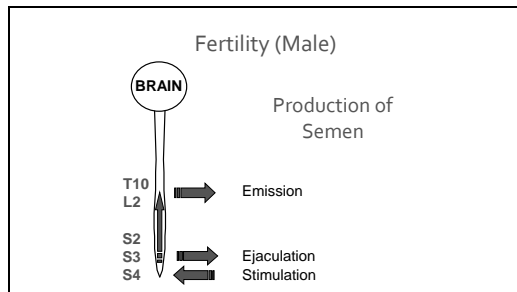 Fertility (Male)
BRAIN
Production of
Semen
T10
L2
Emission
S2
S3
S4
Ejaculation
Stimulation